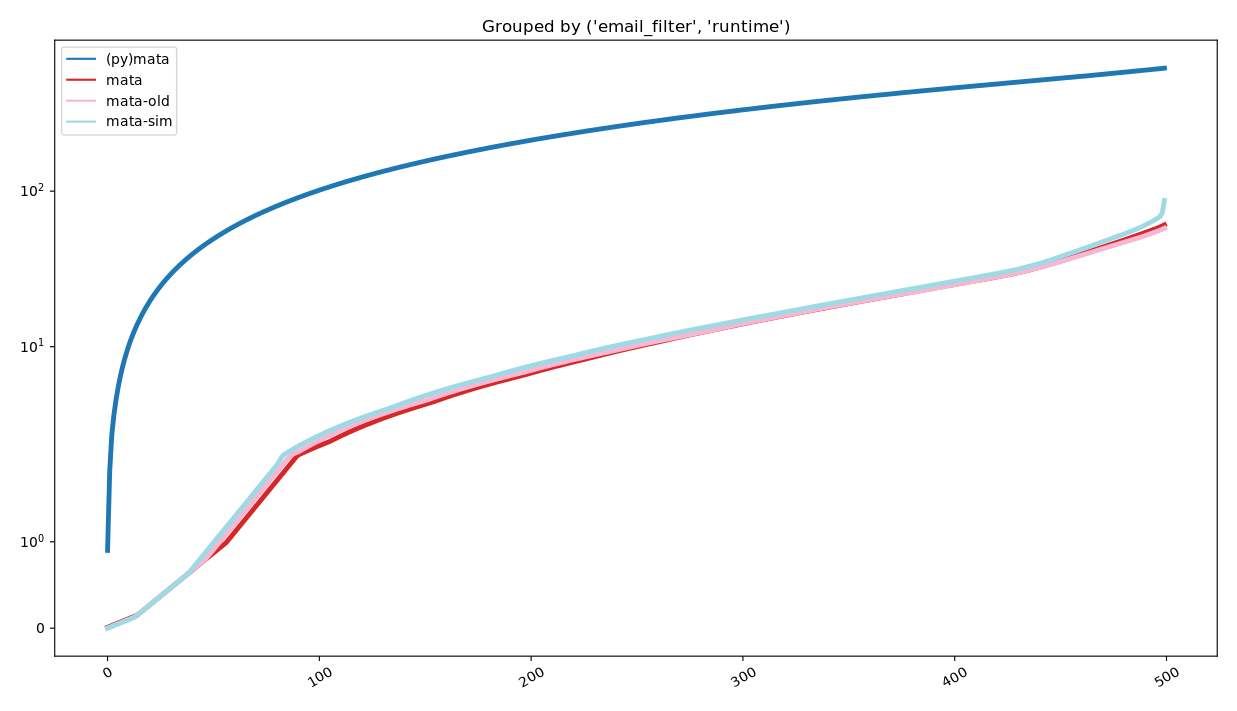 Grouped by ('email_filter', 'runtime')
(py)mata
mata
mata-old
mata-sim
10²
10¹
10⁰
0
0 100 200 300 400 500